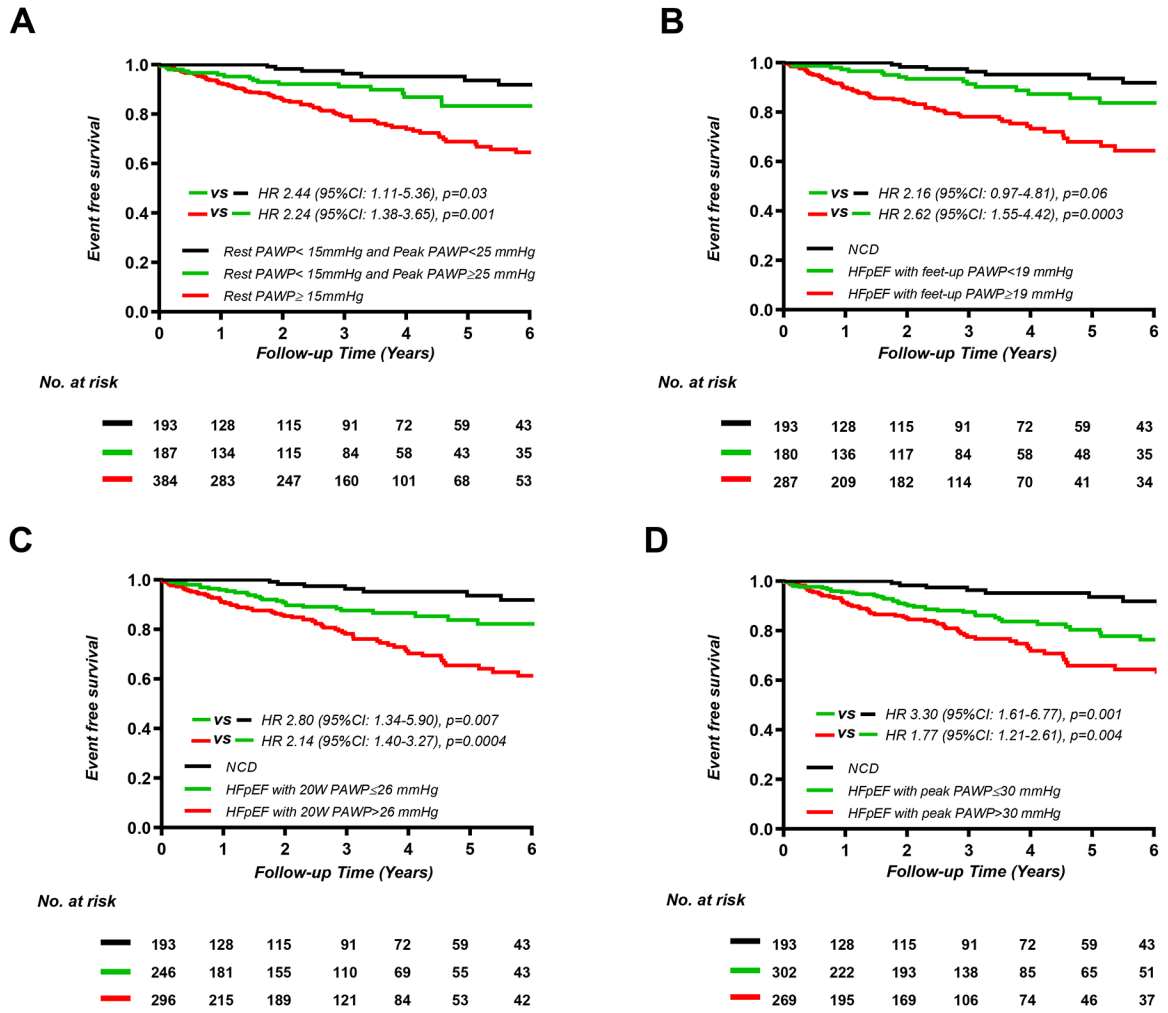 A
Event free survival
1.0
0.8
0.6
0.4
0.2
0.0
vs HR 2.44 (95%CI: 1.11-5.36), p=0.03
vs HR 2.24 (95%CI: 1.38-3.65), p=0.001
Rest PAWP< 15mmHg and Peak PAWP<25 mmHg
Rest PAWP< 15mmHg and Peak PAWP≥25 mmHg
Rest PAWP≥ 15mmHg
0 1 2 3 4 5 6
Follow-up Time (Years)
No. at risk
193 128 115 91 72 59 43
187 134 115 84 58 43 35
384 283 247 160 101 68 53
B
Event free survival
1.0
0.8
0.6
0.4
0.2
0.0
vs HR 2.16 (95%CI: 0.97-4.81), p=0.06
vs HR 2.62 (95%CI: 1.55-4.42), p=0.0003
NCD
HFpEF with feet-up PAWP<19 mmHg
HFpEF with feet-up PAWP≥19 mmHg
0 1 2 3 4 5 6
Follow-up Time (Years)
No. at risk
193 128 115 91 72 59 43
180 136 117 84 58 48 35
287 209 182 114 70 41 34
C
Event free survival
1.0
0.8
0.6
0.4
0.2
0.0
vs HR 2.80 (95%CI: 1.34-5.90), p=0.007
vs HR 2.14 (95%CI: 1.40-3.27), p=0.0004
NCD
HFpEF with 20W PAWP≤26 mmHg
HFpEF with 20W PAWP>26 mmHg
0 1 2 3 4 5 6
Follow-up Time (Years)
No. at risk
193 128 115 91 72 59 43
246 181 155 110 69 55 43
296 215 189 121 84 53 42
D
Event free survival
1.0
0.8
0.6
0.4
0.2
0.0
vs HR 3.30 (95%CI: 1.61-6.77), p=0.001
vs HR 1.77 (95%CI: 1.21-2.61), p=0.004
NCD
HFpEF with peak PAWP≤30 mmHg
HFpEF with peak PAWP>30 mmHg
0 1 2 3 4 5 6
Follow-up Time (Years)
No. at risk
193 128 115 91 72 59 43
302 222 193 138 85 65 51
269 195 169 106 74 46 37